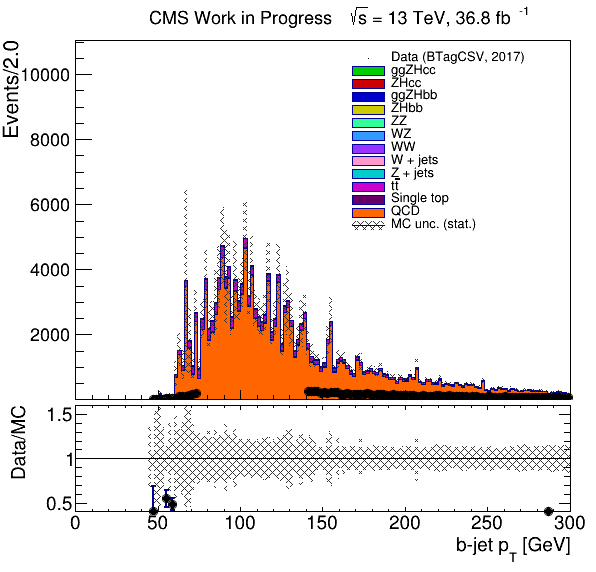 CMS Work in Progress √s = 13 TeV, 36.8 fb -1
Events/2.0
10000
8000
6000
4000
2000
Data (BTagCSV, 2017)
ggZHcc
ZHcc
ggZHbb
ZHbb
ZZ
WZ
WW
W + jets
Z + jets
tt̅
Single top
QCD
MC unc. (stat.)
Data/MC
1.5
1
0.5
0 50 100 150 200 250 300
b-jet pT [GeV]